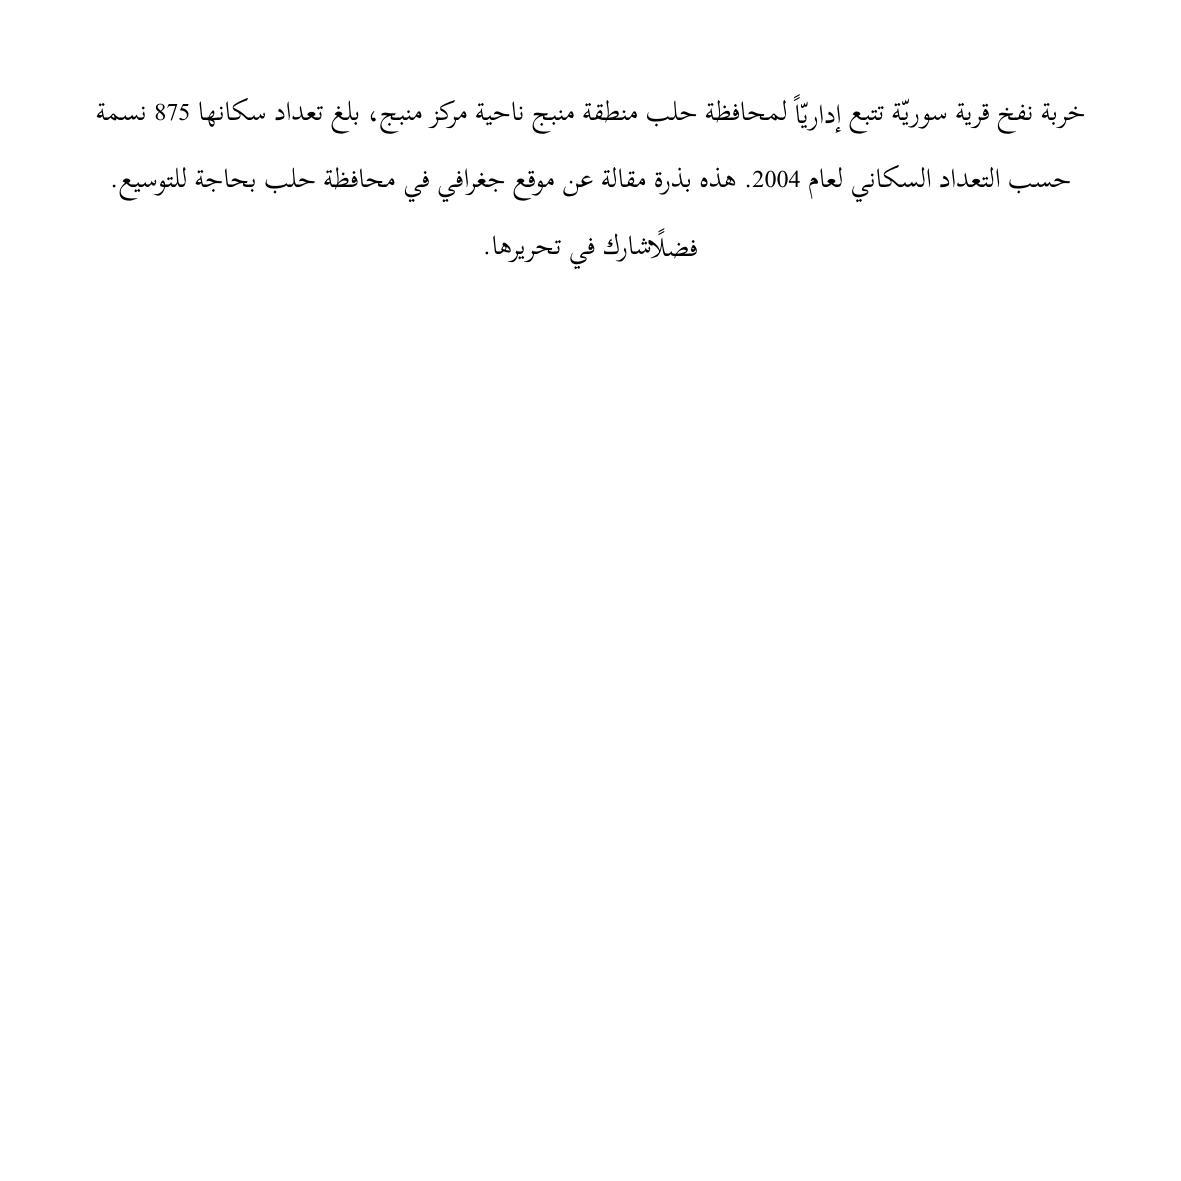 خربة نفخ قرية سوريّة تتبع إداريّاً لمحافظة حلب منطقة منبج ناحية مركز منبج، بلغ تعداد سكانها 875 نسمة
حسب التعداد السكاني لعام 2004. هذه بذرة مقالة عن موقع جغرافي في محافظة حلب بحاجة للتوسيع.
فضلًاشارك في تحريرها.